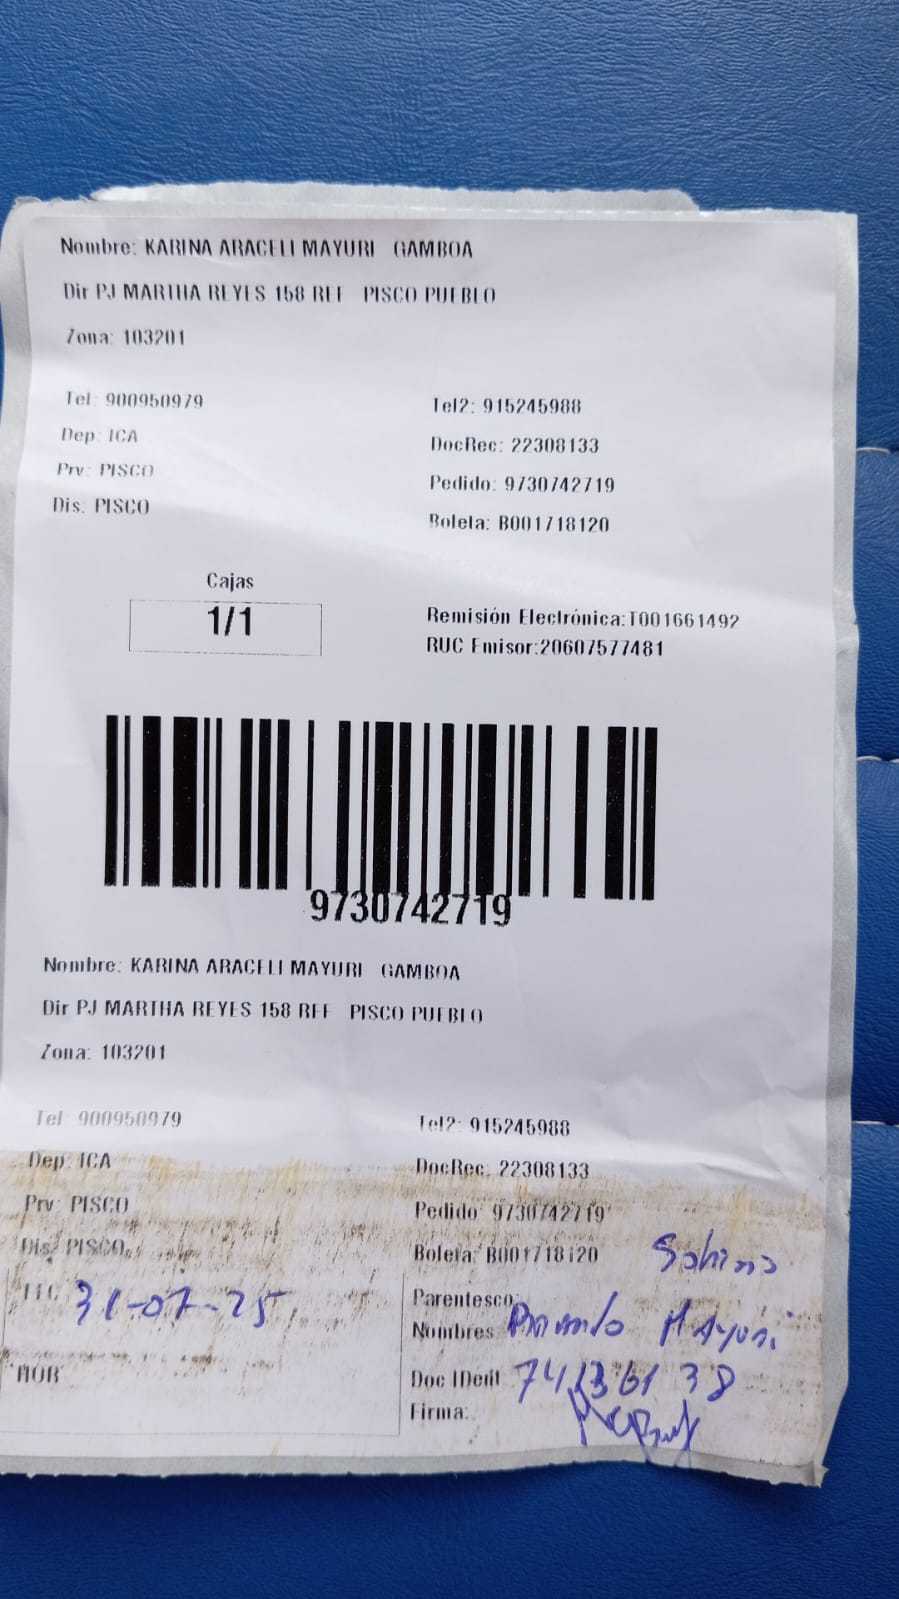 Nombre: KARINA ARACELI MAYURI GAMBOA
Dir PJ MARTHA REYES 158 REF PISCO PUEBLO
Zona: 103201
Tel: 900950979 Tel2: 915245988
Dep: ICA DocRec: 22308133
Prv: PISCO Pedido: 9730742719
Dis: PISCO Boleta: B001718120
Cajas
1/1
Remisión Electrónica:T001661492
RUC Emisor:20607577481
9730742719
Nombre: KARINA ARACELI MAYURI GAMBOA
Dir PJ MARTHA REYES 158 REF PISCO PUEBLO
Zona: 103201
Tel: 900950979 Tel2: 915245988
Dep: ICA DocRec: 22308133
Prv: PISCO Pedido: 9730742719
Dis: PISCO Boleta: B001718120
FEC 31-07-25 Parentesco:
Nombres Mayuri
HOR Doc IDent
Firma: